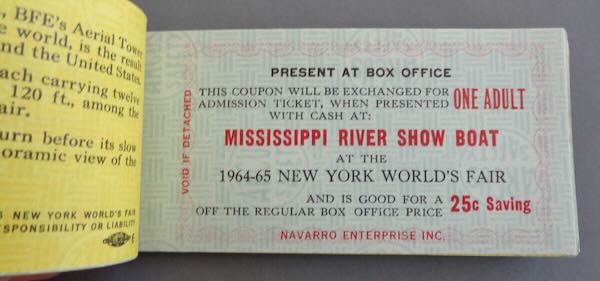 , BFE's Aerial Tower
e world, is the result
nd the United States.
ach carrying twelve
120 ft., among the
air.
urn before its slow
oramic view of the
NEW YORK WORLD'S FAIR
ESPONSIBILITY OR LIABILITY
VOID IF DETACHED
PRESENT AT BOX OFFICE
THIS COUPON WILL BE EXCHANGED FOR ONE ADULT
ADMISSION TICKET, WHEN PRESENTED
WITH CASH AT:
MISSISSIPPI RIVER SHOW BOAT
AT THE
1964-65 NEW YORK WORLD'S FAIR
AND IS GOOD FOR A 25c Saving
OFF THE REGULAR BOX OFFICE PRICE
NAVARRO ENTERPRISE INC.